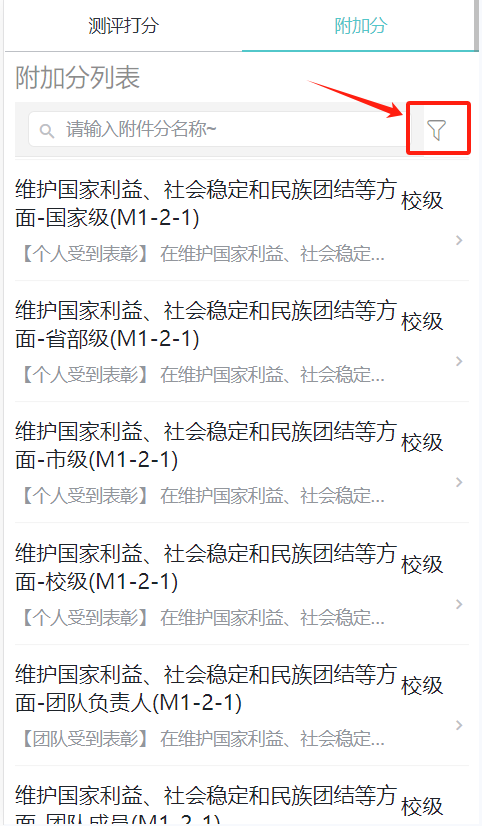 测评打分
附加分
附加分列表
请输入附件分名称~
维护国家利益、社会稳定和民族团结等方
面-国家级(M1-2-1)
校级
【个人受到表彰】 在维护国家利益、社会稳定...
维护国家利益、社会稳定和民族团结等方
面-省部级(M1-2-1)
校级
【个人受到表彰】 在维护国家利益、社会稳定...
维护国家利益、社会稳定和民族团结等方
面-市级(M1-2-1)
校级
【个人受到表彰】 在维护国家利益、社会稳定...
维护国家利益、社会稳定和民族团结等方
面-校级(M1-2-1)
校级
【个人受到表彰】 在维护国家利益、社会稳定...
维护国家利益、社会稳定和民族团结等方
面-团队负责人(M1-2-1)
校级
【团队受到表彰】 在维护国家利益、社会稳定...
维护国家利益、社会稳定和民族团结等方
面-团队成员(M1-2-1)
校级